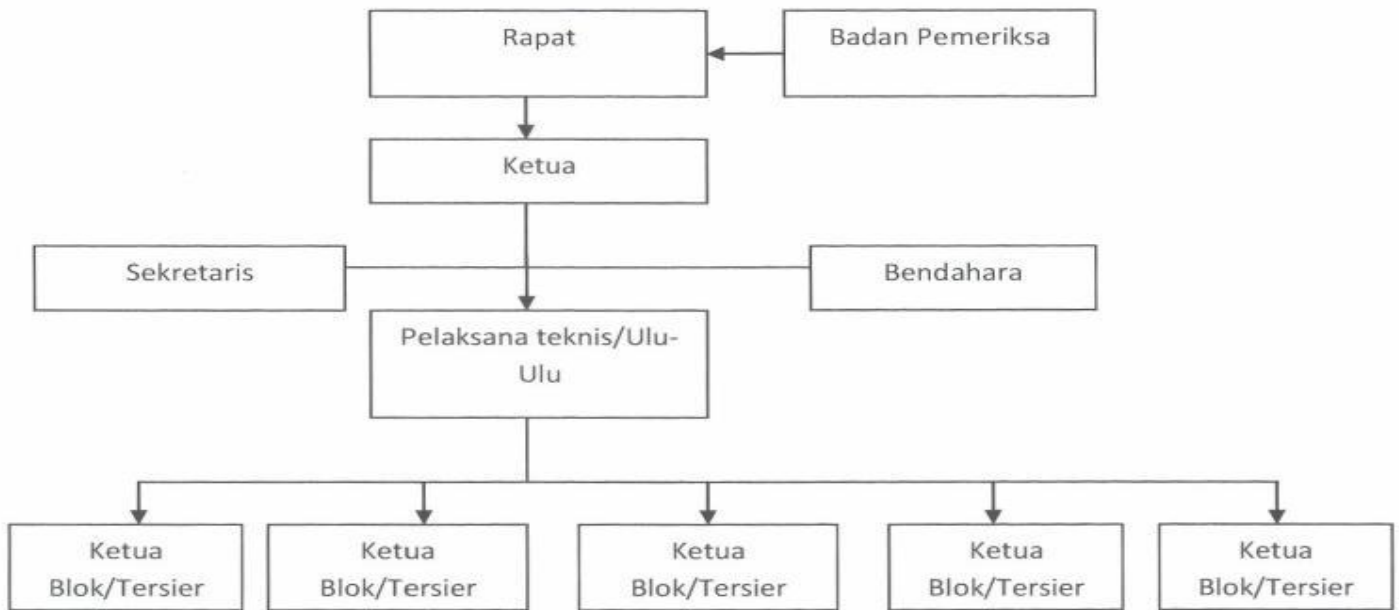 Rapat
Badan Pemeriksa
Ketua
Sekretaris
Bendahara
Pelaksana teknis/Ulu-
Ulu
Ketua
Blok/Tersier
Ketua
Blok/Tersier
Ketua
Blok/Tersier
Ketua
Blok/Tersier
Ketua
Blok/Tersier